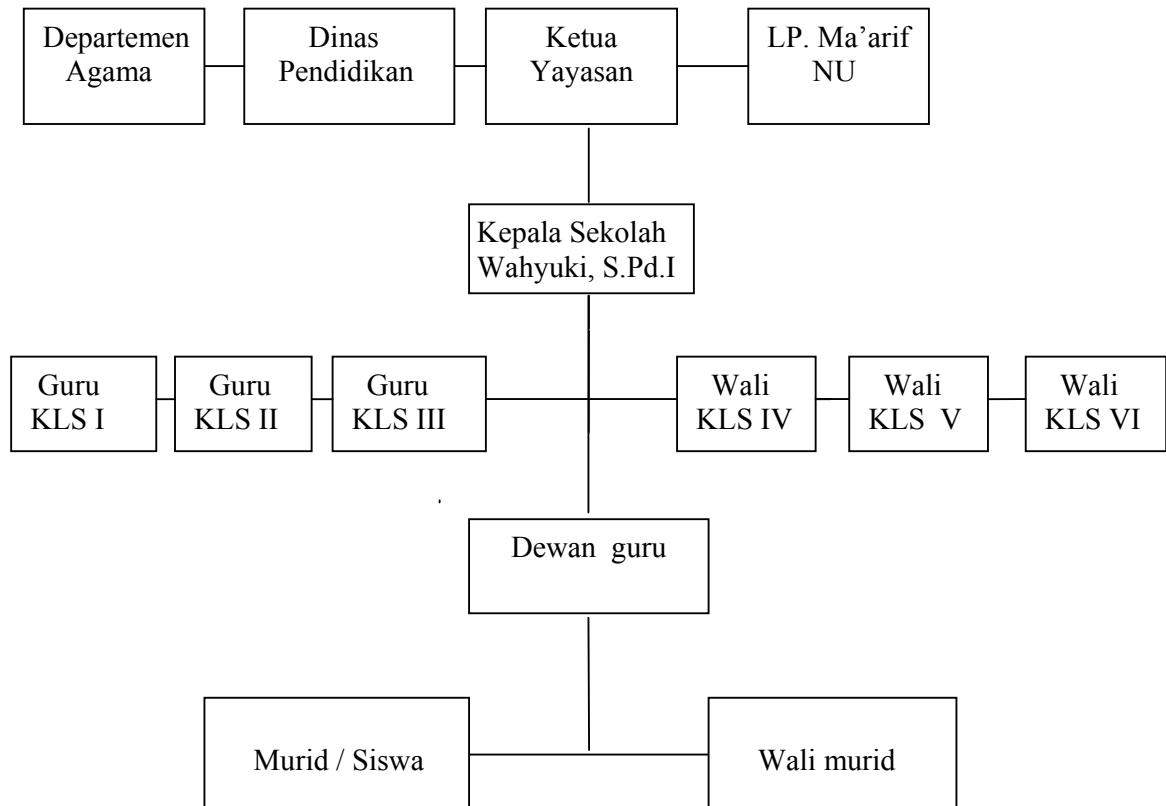 Departemen
Agama
Dinas
Pendidikan
Ketua
Yayasan
LP. Ma’arif
NU
Kepala Sekolah
Wahyuki, S.Pd.I
Guru
KLS I
Guru
KLS II
Guru
KLS III
Wali
KLS IV
Wali
KLS V
Wali
KLS VI
Dewan guru
Murid / Siswa
Wali murid